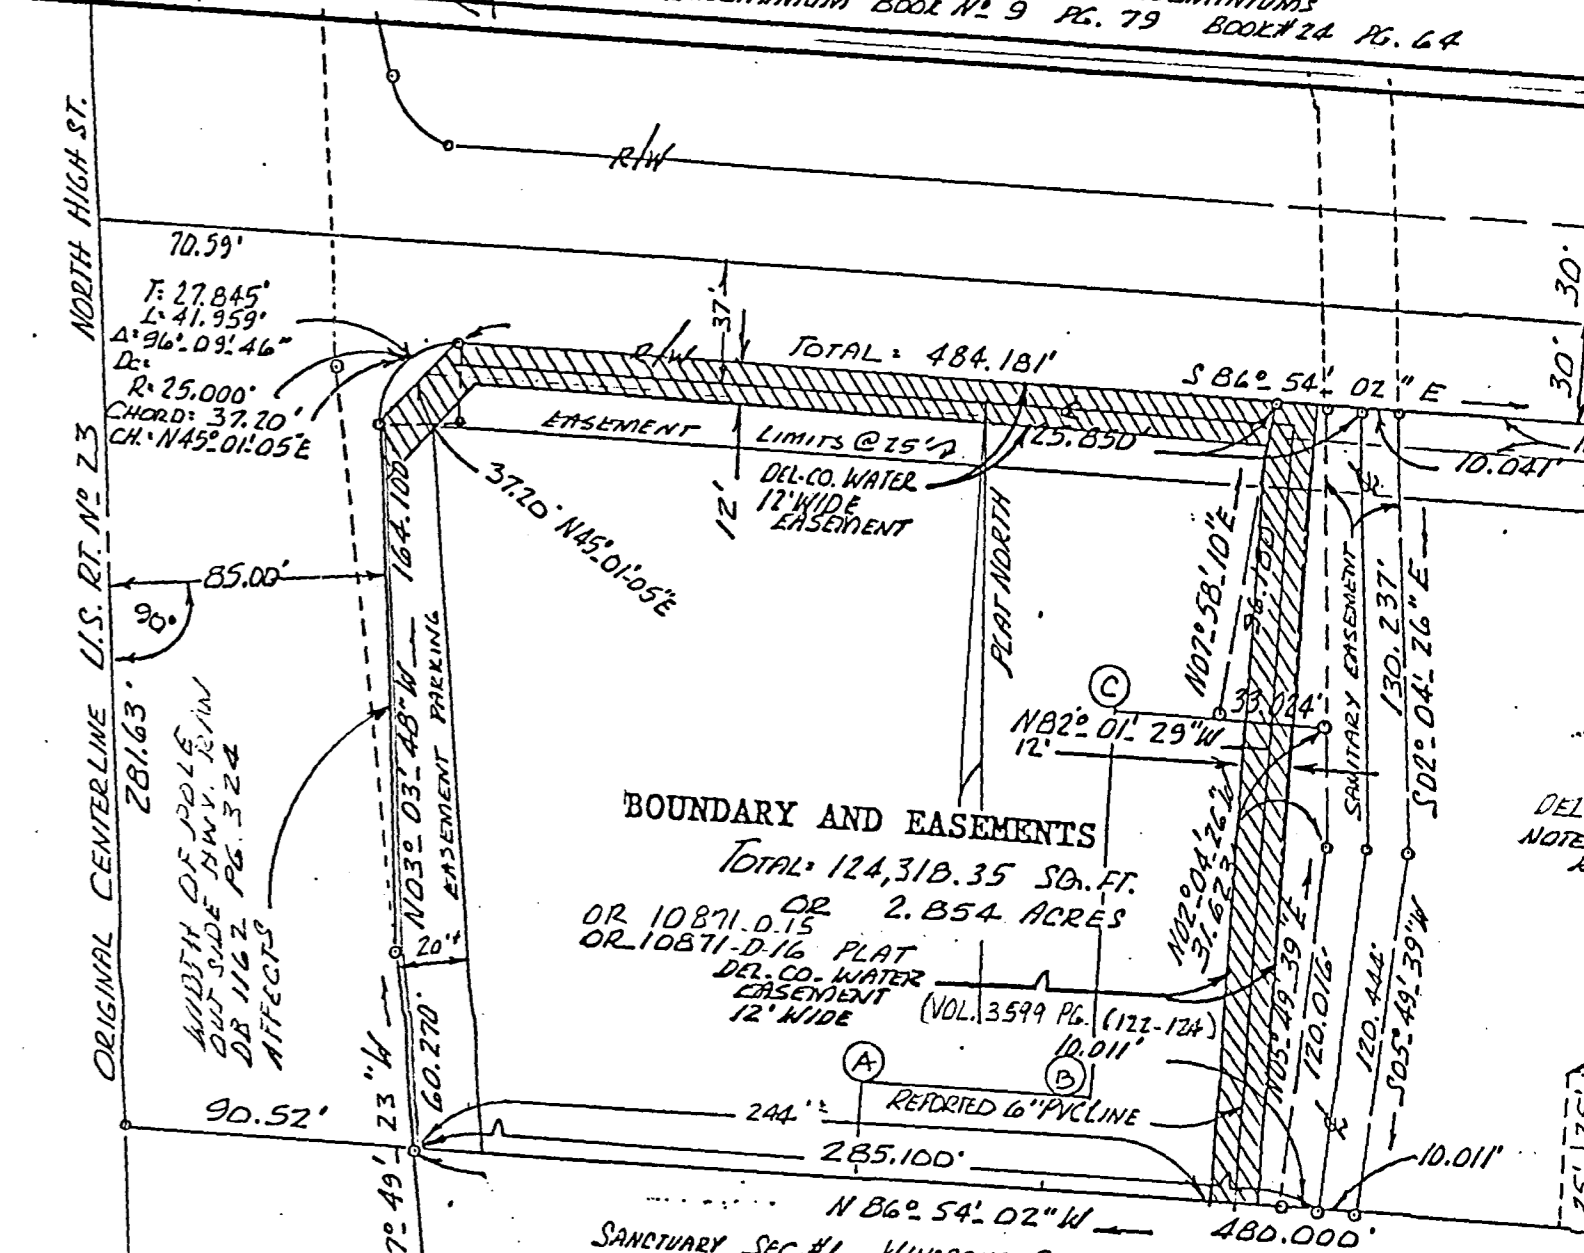 BOOK Nº 9 PG. 79 BOOK#24 PG. 64
R/W
NORTH HIGH ST.
70.59'
T: 27.845'
L: 41.959'
Δ: 96°-09'-46"
Dc:
R: 25.000'
CHORD: 37.20'
CH.: N45°-01'-05"E
37'
30'
30'
R/W
TOTAL: 484.181'
S 86°-54'-02"E
EASEMENT LIMITS @ 25'
125.850
10.041'
DEL.CO. WATER
12' WIDE
EASEMENT
12'
37.20' N45°-01'-05"E
164.100'
N03°-03'-48"W
EASEMENT PARKING
85.00'
90°
ORIGINAL CENTERLINE U.S. RT. Nº 23
281.63'
WIDTH OF POLE
OUTSIDE HWY. R/W
DB 1162 PG. 324
AFFECTS
PLAT NORTH
N07°-58'-10"E
96.100'
SANITARY EASEMENT
130.237'
S02°-04'-26"E
C
33.024'
N82°-01'-29"W
12'
BOUNDARY AND EASEMENTS
TOTAL: 124,318.35 SQ. FT.
OR 2.854 ACRES
OR 10871-D-15
OR 10871-D-16 PLAT
DEL.CO. WATER
EASEMENT
12' WIDE
(VOL. 3599 PG. (122-124)
N02°-04'-26"W
31.623
DEL
NOTE
20'±
60.270'
10.011'
N05°-49'-39"E
120.016'
120.444'
S05°-49'-39"W
A
B
REPORTED 6" PVC LINE
90.52'
244'±
285.100'
10.011'
7°-49'-23"W
N 86°-54'-02"W
480.000'
SANCTUARY SEC #1